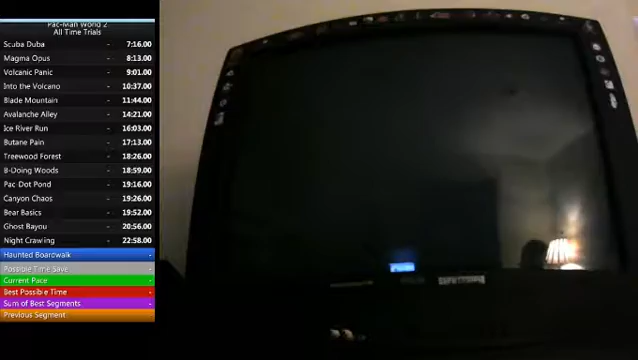 Pac-Man World 2
All Time Trials
Scuba Duba - 7:16.00
Magma Opus - 8:13.00
Volcanic Panic - 9:01.00
Into the Volcano - 10:37.00
Blade Mountain - 11:44.00
Avalanche Alley - 14:21.00
Ice River Run - 16:03.00
Butane Pain - 17:13.00
Treewood Forest - 18:26.00
B-Doing Woods - 18:59.00
Pac-Dot Pond - 19:16.00
Canyon Chaos - 19:26.00
Bear Basics - 19:52.00
Ghost Bayou - 20:56.00
Night Crawling - 22:58.00
Haunted Boardwalk -
Possible Time Save -
Current Pace -
Best Possible Time -
Sum of Best Segments -
Previous Segment -